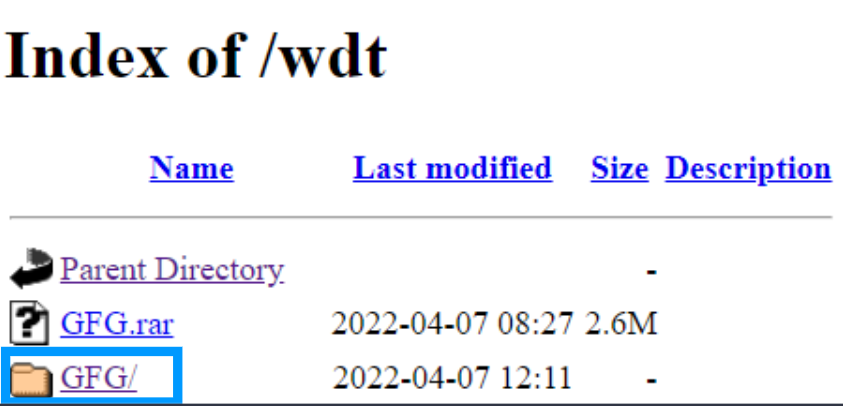 Index of /wdt
Name Last modified Size Description
Parent Directory -
GFG.rar 2022-04-07 08:27 2.6M
GFG/ 2022-04-07 12:11 -